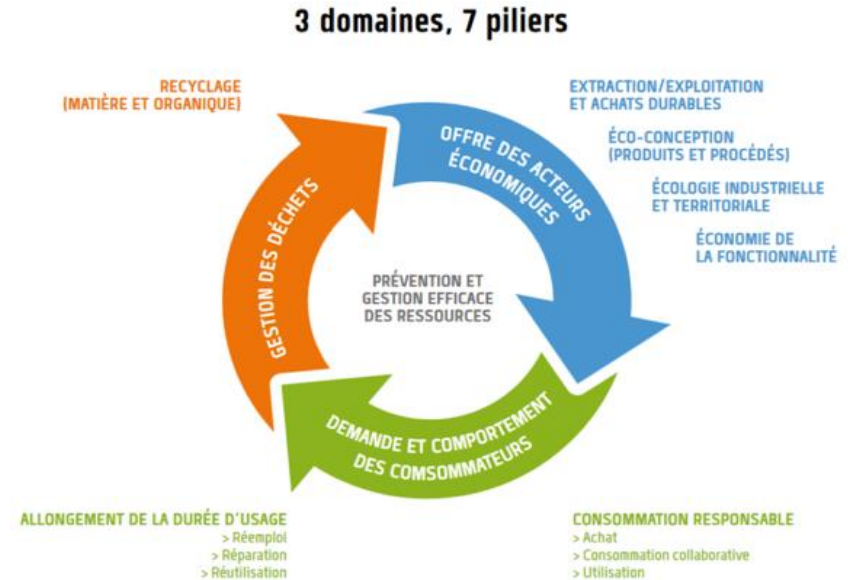 3 domaines, 7 piliers
RECYCLAGE
(MATIÈRE ET ORGANIQUE)
EXTRACTION/EXPLOITATION
ET ACHATS DURABLES
ÉCO-CONCEPTION
(PRODUITS ET PROCÉDÉS)
ÉCOLOGIE INDUSTRIELLE
ET TERRITORIALE
ÉCONOMIE DE
LA FONCTIONNALITÉ
OFFRE DES ACTEURS
ÉCONOMIQUES
GESTION DES DÉCHETS
PRÉVENTION ET
GESTION EFFICACE
DES RESSOURCES
DEMANDE ET COMPORTEMENT
DES COMSOMMATEURS
ALLONGEMENT DE LA DURÉE D'USAGE
> Réemploi
> Réparation
> Réutilisation
CONSOMMATION RESPONSABLE
> Achat
> Consommation collaborative
> Utilisation